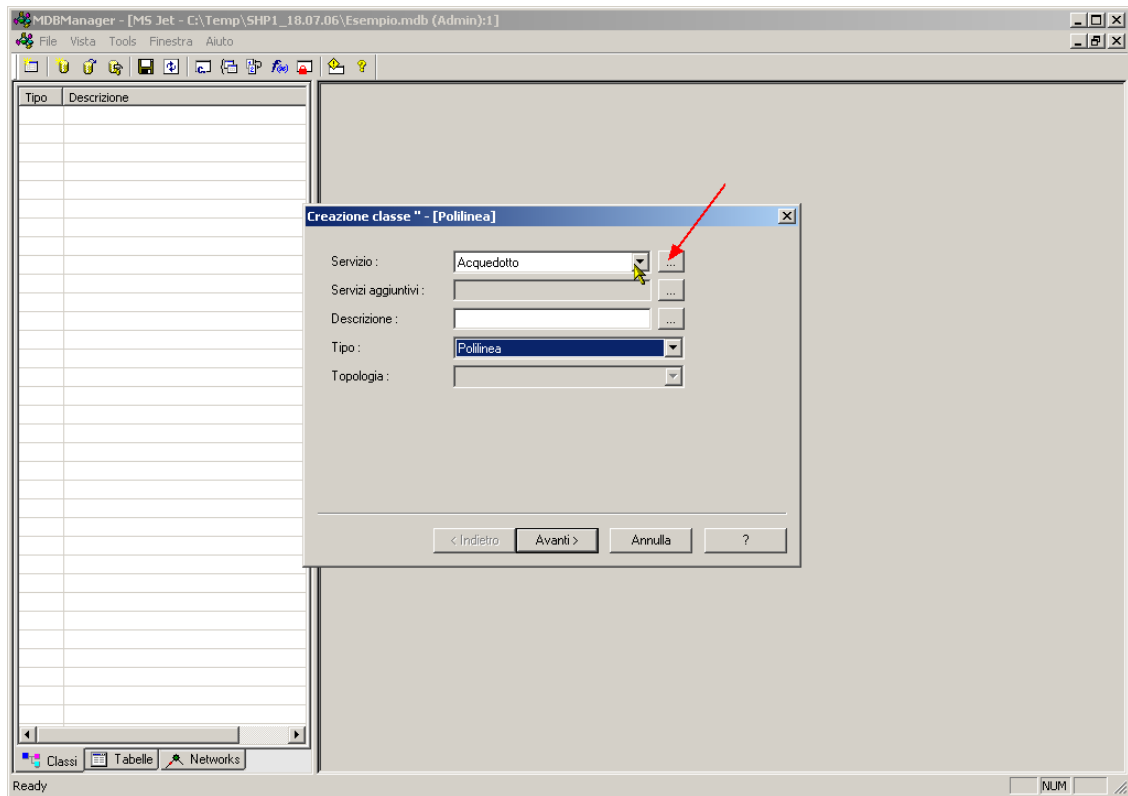 MDBManager - [MS Jet - C:\Temp\SHP1_18.07.06\Esempio.mdb (Admin):1]
File Vista Tools Finestra Aiuto
Tipo Descrizione
Creazione classe '' - [Polilinea]
Servizio : Acquedotto ...
Servizi aggiuntivi : ...
Descrizione : ...
Tipo : Polilinea
Topologia :
< Indietro Avanti > Annulla ?
Classi Tabelle Networks
Ready NUM